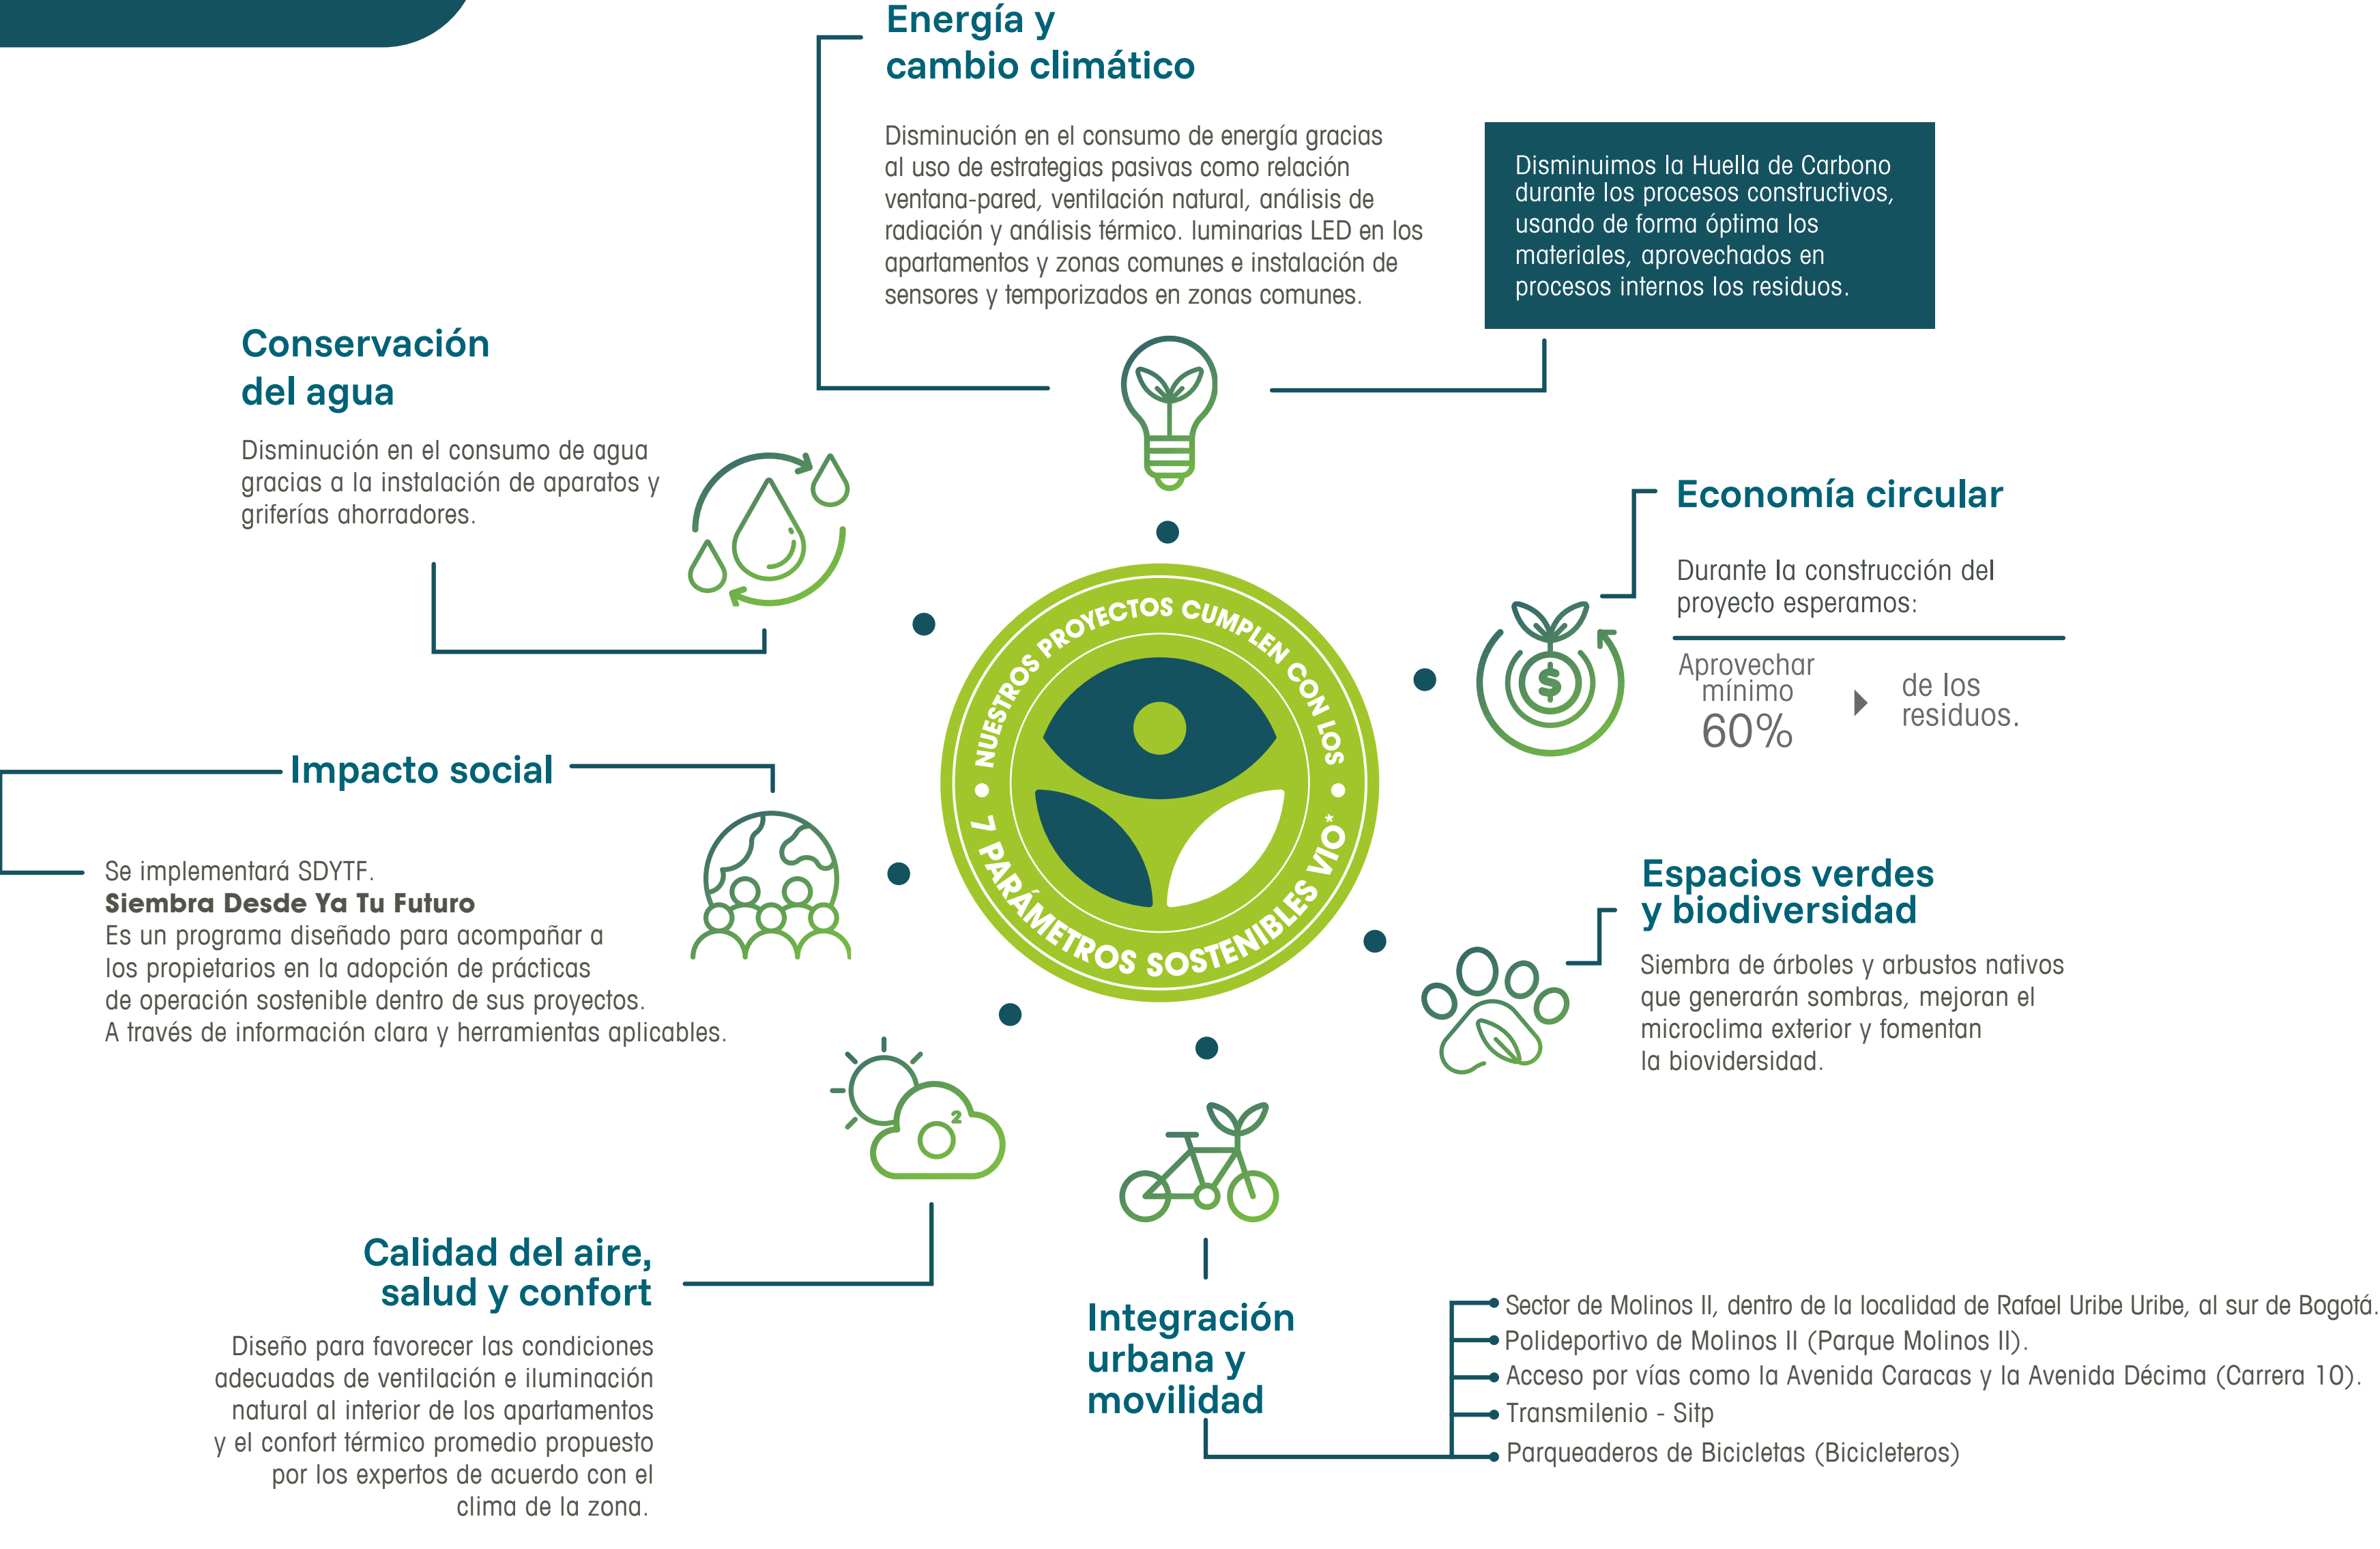 Energía y
cambio climático
Disminución en el consumo de energía gracias
al uso de estrategias pasivas como relación
ventana-pared, ventilación natural, análisis de
radiación y análisis térmico. luminarias LED en los
apartamentos y zonas comunes e instalación de
sensores y temporizados en zonas comunes.
Disminuimos la Huella de Carbono
durante los procesos constructivos,
usando de forma óptima los
materiales, aprovechados en
procesos internos los residuos.
Conservación
del agua
Disminución en el consumo de agua
gracias a la instalación de aparatos y
griferías ahorradores.
Economía circular
Durante la construcción del
proyecto esperamos:
Aprovechar
mínimo
60%
de los
residuos.
$
NUESTROS PROYECTOS CUMPLEN CON LOS
7 PARÁMETROS SOSTENIBLES VIO*
Impacto social
Se implementará SDYTF.
Siembra Desde Ya Tu Futuro
Es un programa diseñado para acompañar a
los propietarios en la adopción de prácticas
de operación sostenible dentro de sus proyectos.
A través de información clara y herramientas aplicables.
Espacios verdes
y biodiversidad
Siembra de árboles y arbustos nativos
que generarán sombras, mejoran el
microclima exterior y fomentan
la biovidersidad.
O²
Calidad del aire,
salud y confort
Diseño para favorecer las condiciones
adecuadas de ventilación e iluminación
natural al interior de los apartamentos
y el confort térmico promedio propuesto
por los expertos de acuerdo con el
clima de la zona.
Integración
urbana y
movilidad
Sector de Molinos II, dentro de la localidad de Rafael Uribe Uribe, al sur de Bogotá.
Polideportivo de Molinos II (Parque Molinos II).
Acceso por vías como la Avenida Caracas y la Avenida Décima (Carrera 10).
Transmilenio - Sitp
Parqueaderos de Bicicletas (Bicicleteros)